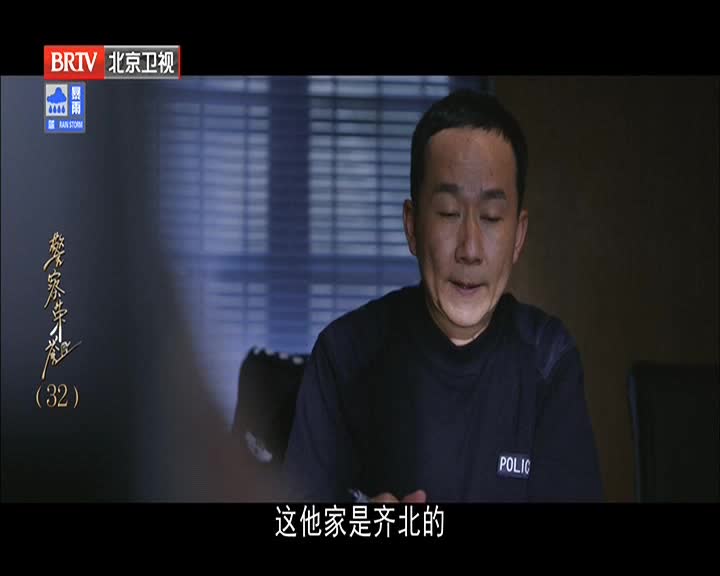 BRTV 北京卫视
暴雨
蓝 RAIN STORM
警察荣誉
(32)
POLIC
这他家是齐北的